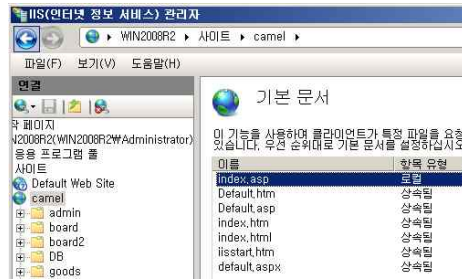 IIS(인터넷 정보 서비스) 관리자
WIN2008R2 ▸ 사이트 ▸ camel ▸
파일(F) 보기(V) 도움말(H)
연결
기본 문서
작 페이지
N2008R2(WIN2008R2₩Administrator)
응용 프로그램 풀
사이트
Default Web Site
camel
admin
board
board2
DB
goods
이 기능을 사용하여 클라이언트가 특정 파일을 요청
있습니다. 우선 순위대로 기본 문서를 설정하십시오
이름 항목 유형
index.asp 로컬
Default.htm 상속됨
Default.asp 상속됨
index.htm 상속됨
index.html 상속됨
iisstart.htm 상속됨
default.aspx 상속됨